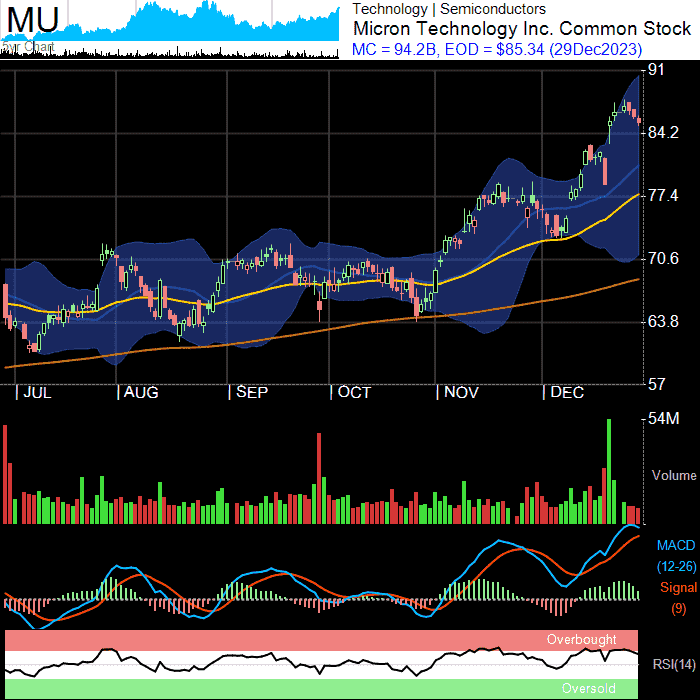 MU
5yr Chart
Technology | Semiconductors
Micron Technology Inc. Common Stock
MC = 94.2B, EOD = $85.34 (29Dec2023)
91
84.2
77.4
70.6
63.8
57
JUL AUG SEP OCT NOV DEC
54M
Volume
MACD
(12-26)
Signal
(9)
Overbought
RSI(14)
Oversold